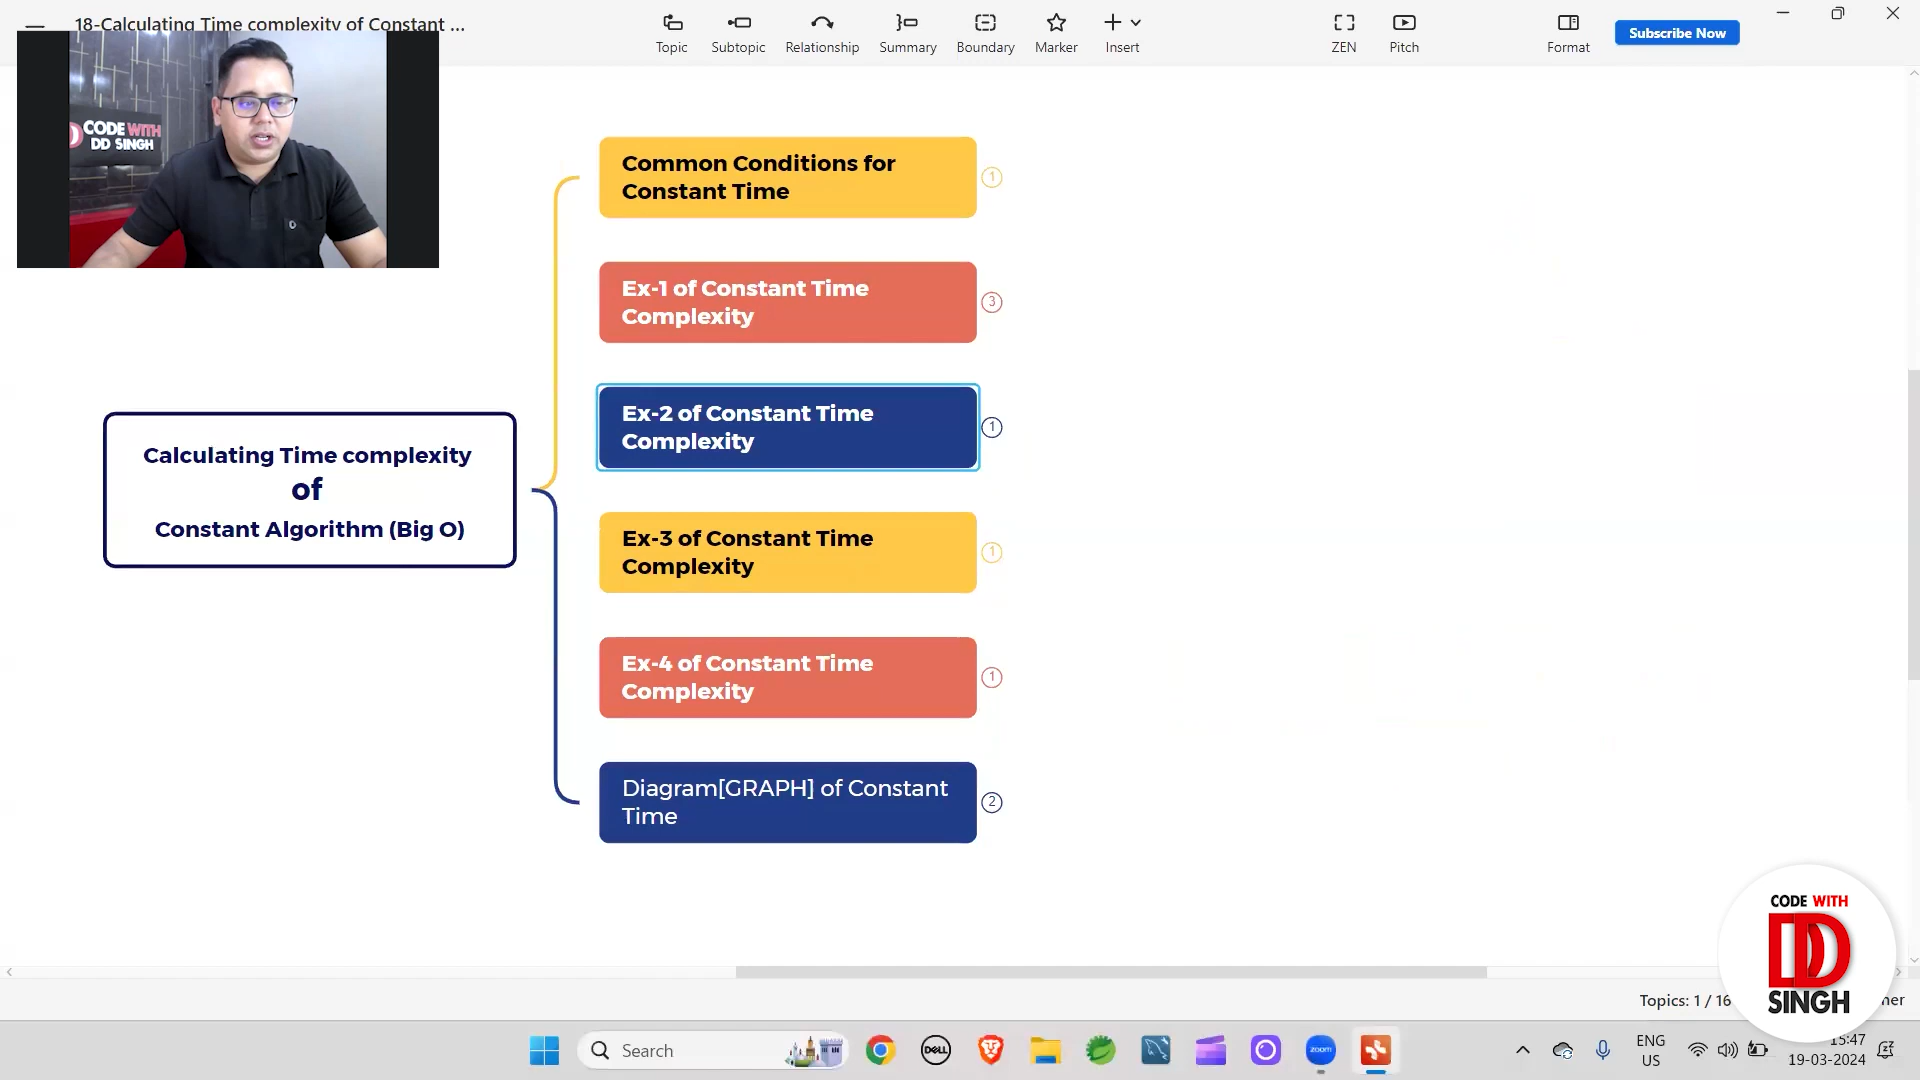 18-Calculating Time complexity of Constant ...
Topic
Subtopic
Relationship
Summary
Boundary
Marker
Insert
ZEN
Pitch
Format
Subscribe Now
CODE WITH
DD SINGH
Common Conditions for
Constant Time
1
Ex-1 of Constant Time
Complexity
3
Ex-2 of Constant Time
Complexity
1
Calculating Time complexity
of
Constant Algorithm (Big O)
Ex-3 of Constant Time
Complexity
1
Ex-4 of Constant Time
Complexity
1
Diagram[GRAPH] of Constant
Time
2
CODE WITH
DD
SINGH
Topics: 1 / 16
Search
DELL
zoom
ENG
US
15:47
19-03-2024